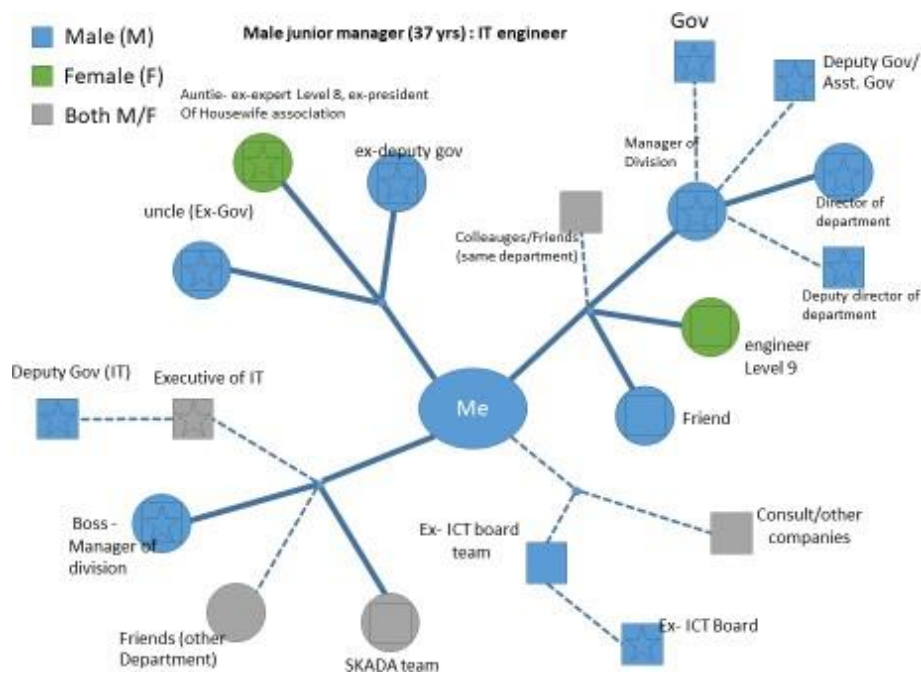 Male (M)
Female (F)
Both M/F
Male junior manager (37 yrs) : IT engineer
Auntie- ex-expert Level 8, ex-president
Of Housewife association
ex-deputy gov
uncle (Ex-Gov)
Gov
Deputy Gov/
Asst. Gov
Manager of
Division
Director of
department
Colleauges/Friends
(same department)
Deputy director of
department
engineer
Level 9
Friend
Me
Deputy Gov (IT)
Executive of IT
Boss -
Manager of
division
Friends (other
Department)
SKADA team
Ex- ICT board
team
Consult/other
companies
Ex- ICT Board